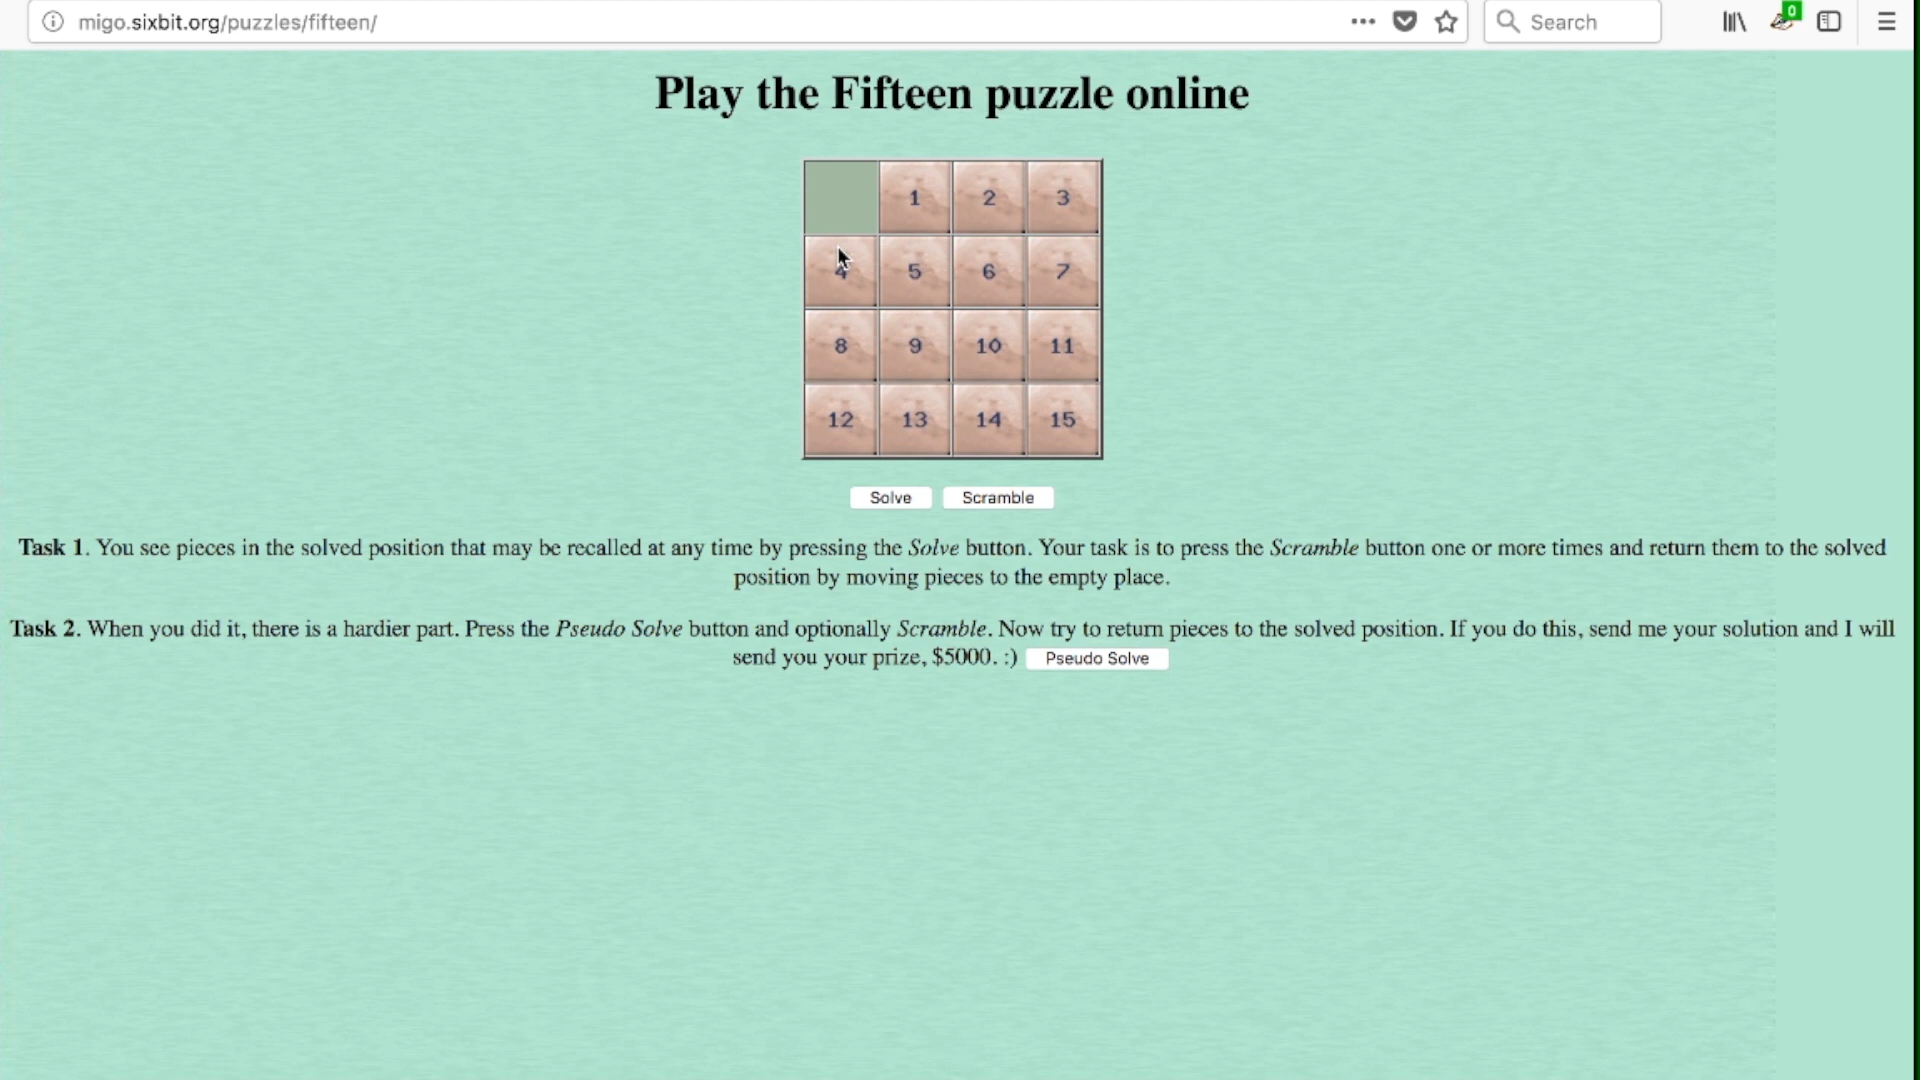 migo.sixbit.org/puzzles/fifteen/
Search
0
Play the Fifteen puzzle online
1 2 3
4 5 6 7
8 9 10 11
12 13 14 15
Solve Scramble
Task 1. You see pieces in the solved position that may be recalled at any time by pressing the Solve button. Your task is to press the Scramble button one or more times and return them to the solved
position by moving pieces to the empty place.
Task 2. When you did it, there is a hardier part. Press the Pseudo Solve button and optionally Scramble. Now try to return pieces to the solved position. If you do this, send me your solution and I will
send you your prize, $5000. :) Pseudo Solve